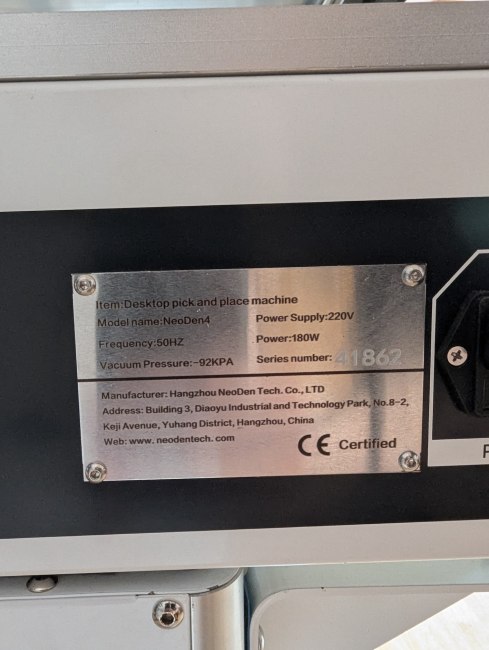 Item:Desktop pick and place machine
Model name:NeoDen4 Power Supply:220V
Frequency:50HZ Power:180W
Vacuum Pressure:-92KPA Series number: 41862
Manufacturer: Hangzhou NeoDen Tech. Co., LTD
Address: Building 3, Diaoyu Industrial and Technology Park, No.8-2,
Keji Avenue, Yuhang District, Hangzhou, China
Web: www. neodentech. com
CE Certified